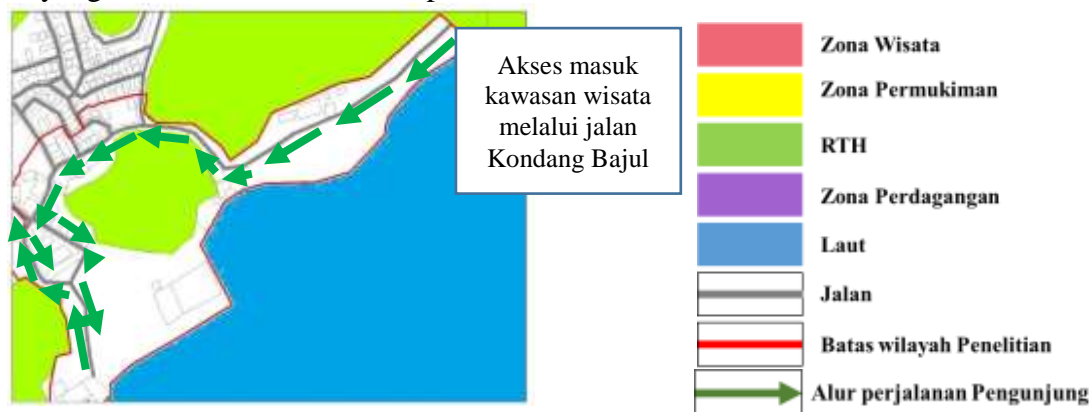 Akses masuk
kawasan wisata
melalui jalan
Kondang Bajul
Zona Wisata
Zona Permukiman
RTH
Zona Perdagangan
Laut
Jalan
Batas wilayah Penelitian
Alur perjalanan Pengunjung